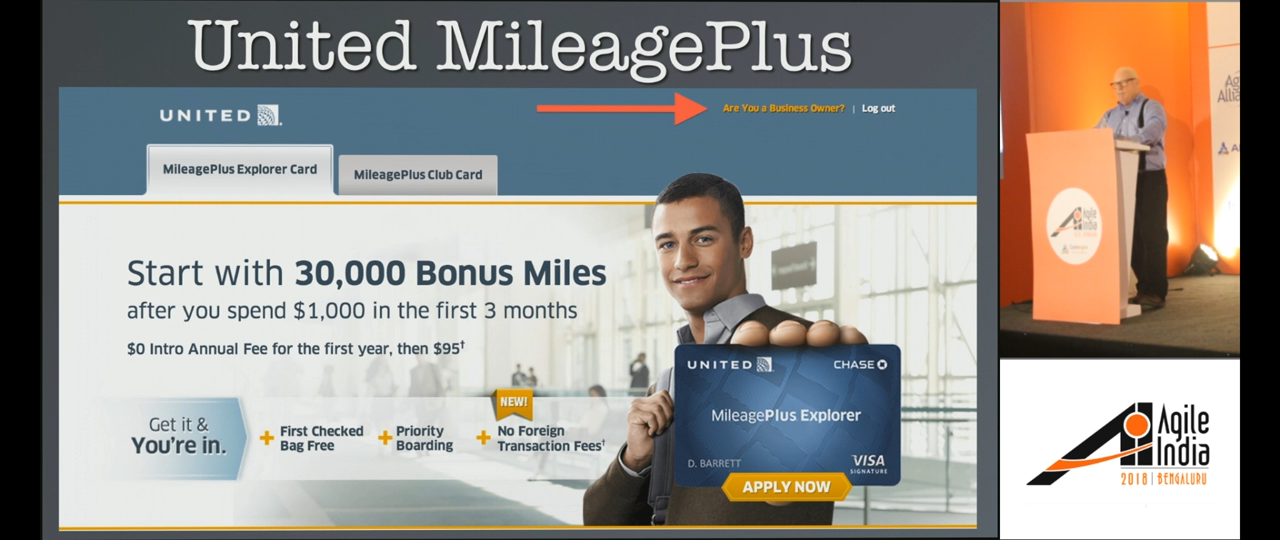 United MileagePlus
UNITED
Are You a Business Owner? | Log out
MileagePlus Explorer Card
MileagePlus Club Card
Start with 30,000 Bonus Miles
after you spend $1,000 in the first 3 months
$0 Intro Annual Fee for the first year, then $95†
Get it &
You're in.
+ First Checked
Bag Free
+ Priority
Boarding
NEW!
+ No Foreign
Transaction Fees†
UNITED
CHASE
MileagePlus Explorer
D. BARRETT
VISA
SIGNATURE
APPLY NOW
Agile
India
Agile
India
2018 | BENGALURU